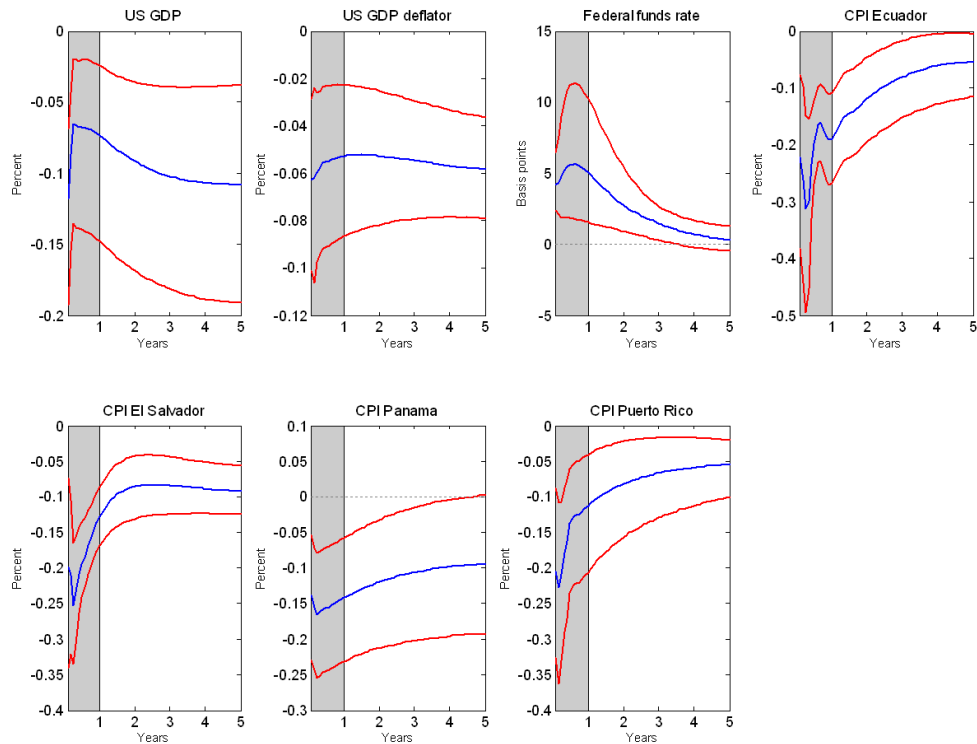 US GDP
US GDP deflator
Federal funds rate
CPI Ecuador
Percent
0
-0.05
-0.1
-0.15
-0.2
1 2 3 4 5
Years
Percent
0
-0.02
-0.04
-0.06
-0.08
-0.1
-0.12
1 2 3 4 5
Years
Basis points
15
10
5
0
-5
1 2 3 4 5
Years
Percent
0
-0.1
-0.2
-0.3
-0.4
-0.5
1 2 3 4 5
Years
CPI El Salvador
CPI Panama
CPI Puerto Rico
Percent
0
-0.05
-0.1
-0.15
-0.2
-0.25
-0.3
-0.35
-0.4
1 2 3 4 5
Years
Percent
0.1
0.05
0
-0.05
-0.1
-0.15
-0.2
-0.25
-0.3
1 2 3 4 5
Years
Percent
0
-0.05
-0.1
-0.15
-0.2
-0.25
-0.3
-0.35
-0.4
1 2 3 4 5
Years